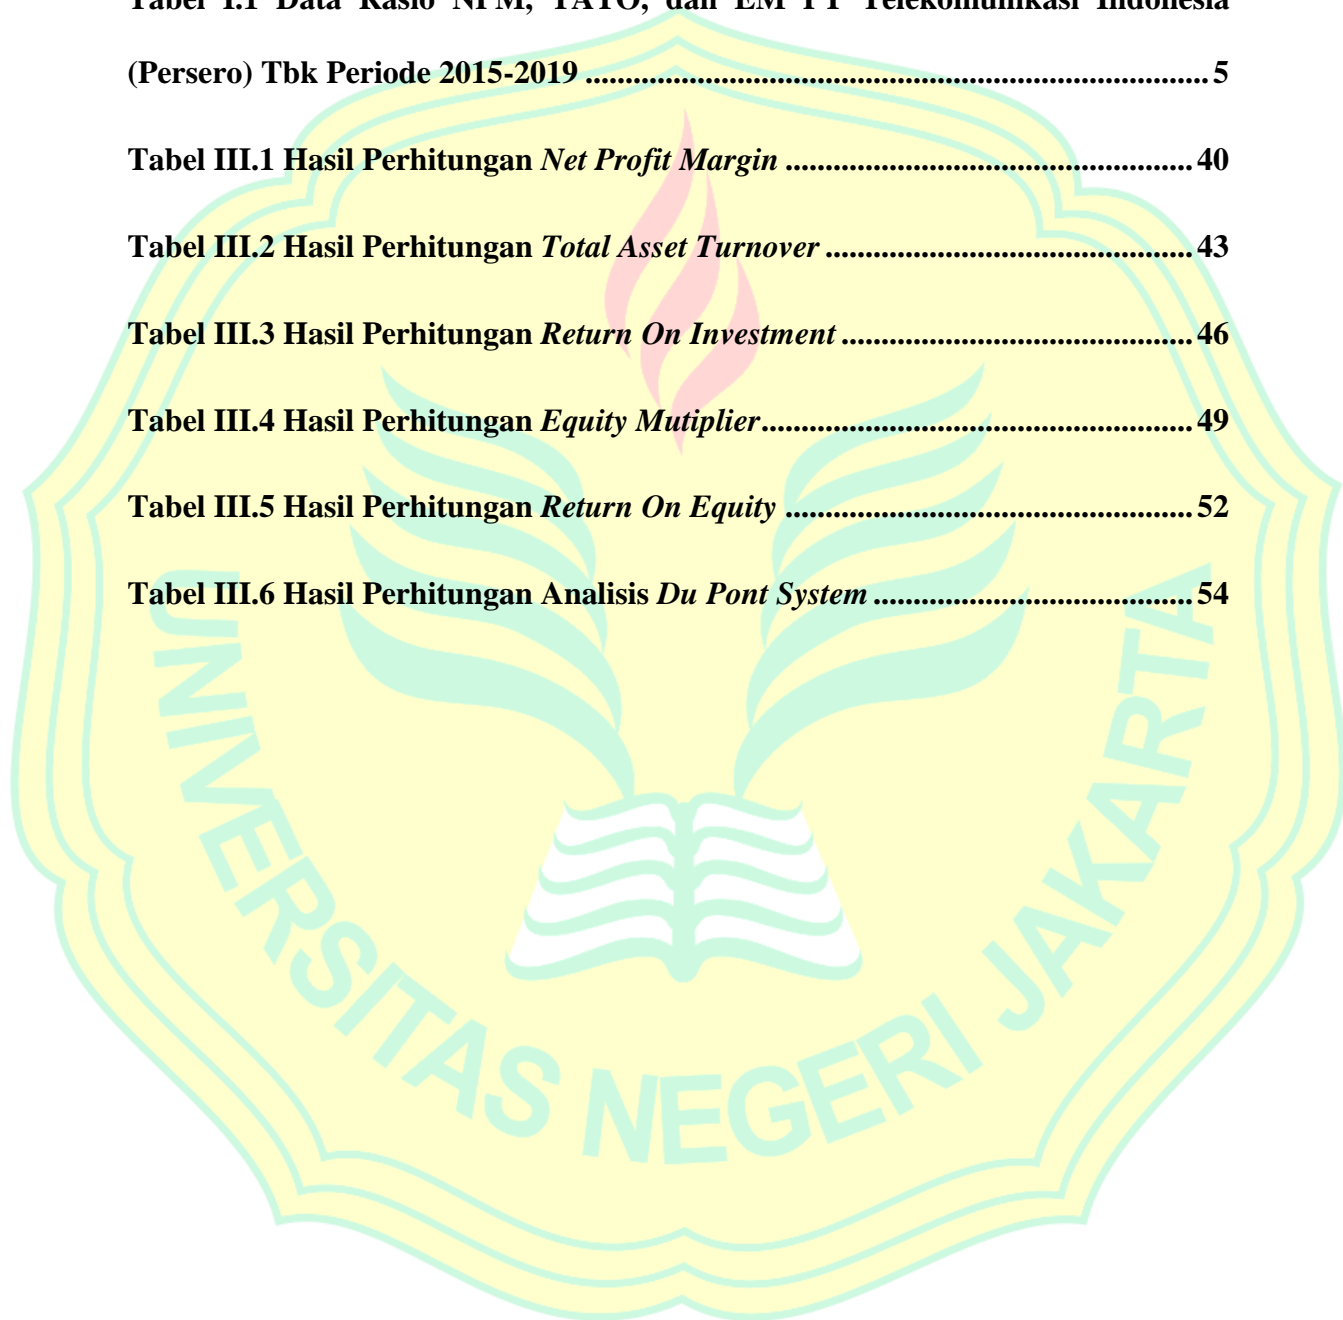 Tabel I.1 Data Rasio NPM, TATO, dan EM PT Telekomunikasi Indonesia
(Persero) Tbk Periode 2015-2019 ........................................................................... 5
Tabel III.1 Hasil Perhitungan Net Profit Margin ................................................. 40
Tabel III.2 Hasil Perhitungan Total Asset Turnover ............................................ 43
Tabel III.3 Hasil Perhitungan Return On Investment .......................................... 46
Tabel III.4 Hasil Perhitungan Equity Mutiplier.................................................... 49
Tabel III.5 Hasil Perhitungan Return On Equity ................................................. 52
Tabel III.6 Hasil Perhitungan Analisis Du Pont System ...................................... 54
UNIVERSITAS NEGERI JAKARTA